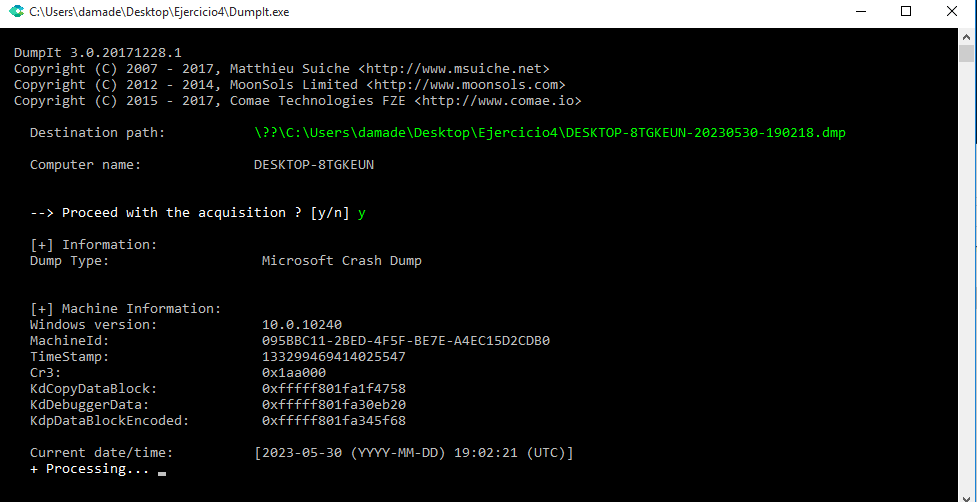 C:\Users\damade\Desktop\Ejercicio4\DumpIt.exe
DumpIt 3.0.20171228.1
Copyright (C) 2007 - 2017, Matthieu Suiche <http://www.msuiche.net>
Copyright (C) 2012 - 2014, MoonSols Limited <http://www.moonsols.com>
Copyright (C) 2015 - 2017, Comae Technologies FZE <http://www.comae.io>
Destination path: \??\C:\Users\damade\Desktop\Ejercicio4\DESKTOP-8TGKEUN-20230530-190218.dmp
Computer name: DESKTOP-8TGKEUN
--> Proceed with the acquisition ? [y/n] y
[+] Information:
Dump Type: Microsoft Crash Dump
[+] Machine Information:
Windows version: 10.0.10240
MachineId: 095BBC11-2BED-4F5F-BE7E-A4EC15D2CDB0
TimeStamp: 133299469414025547
Cr3: 0x1aa000
KdCopyDataBlock: 0xfffff801fa1f4758
KdDebuggerData: 0xfffff801fa30eb20
KdpDataBlockEncoded: 0xfffff801fa345f68
Current date/time: [2023-05-30 (YYYY-MM-DD) 19:02:21 (UTC)]
+ Processing... _